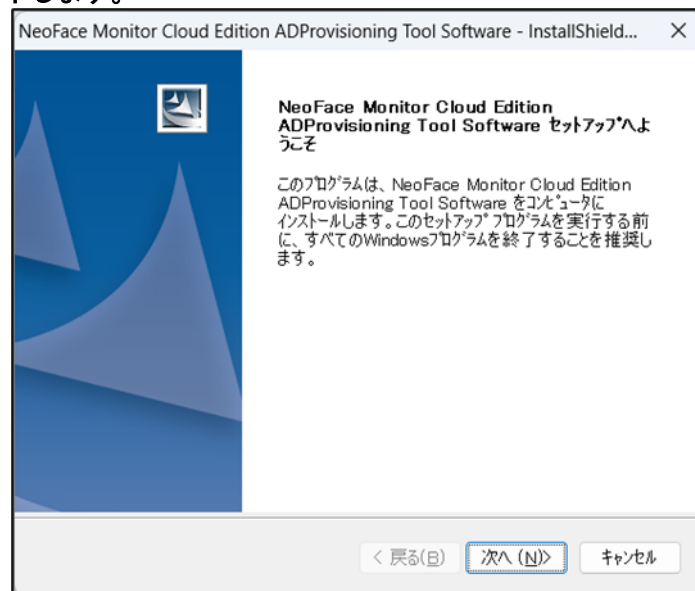 トします。
NeoFace Monitor Cloud Edition ADProvisioning Tool Software - InstallShield...
NeoFace Monitor Cloud Edition
ADProvisioning Tool Software セットアップへよ
うこそ
このプログラムは、NeoFace Monitor Cloud Edition
ADProvisioning Tool Software をコンピュータに
インストールします。このセットアップ プログラムを実行する前
に、すべてのWindowsプログラムを終了することを推奨し
ます。
< 戻る(B)
次へ (N)>
キャンセル